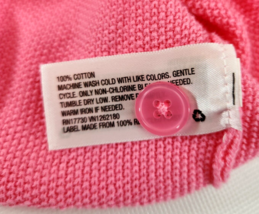 100% COTTON
MACHINE WASH COLD WITH LIKE COLORS. GENTLE
CYCLE. ONLY NON-CHLORINE
TUMBLE DRY LOW. REMOVE
WARM IRON IF NEEDED.
RN17730 VN1262180
LABEL MADE FROM 100%